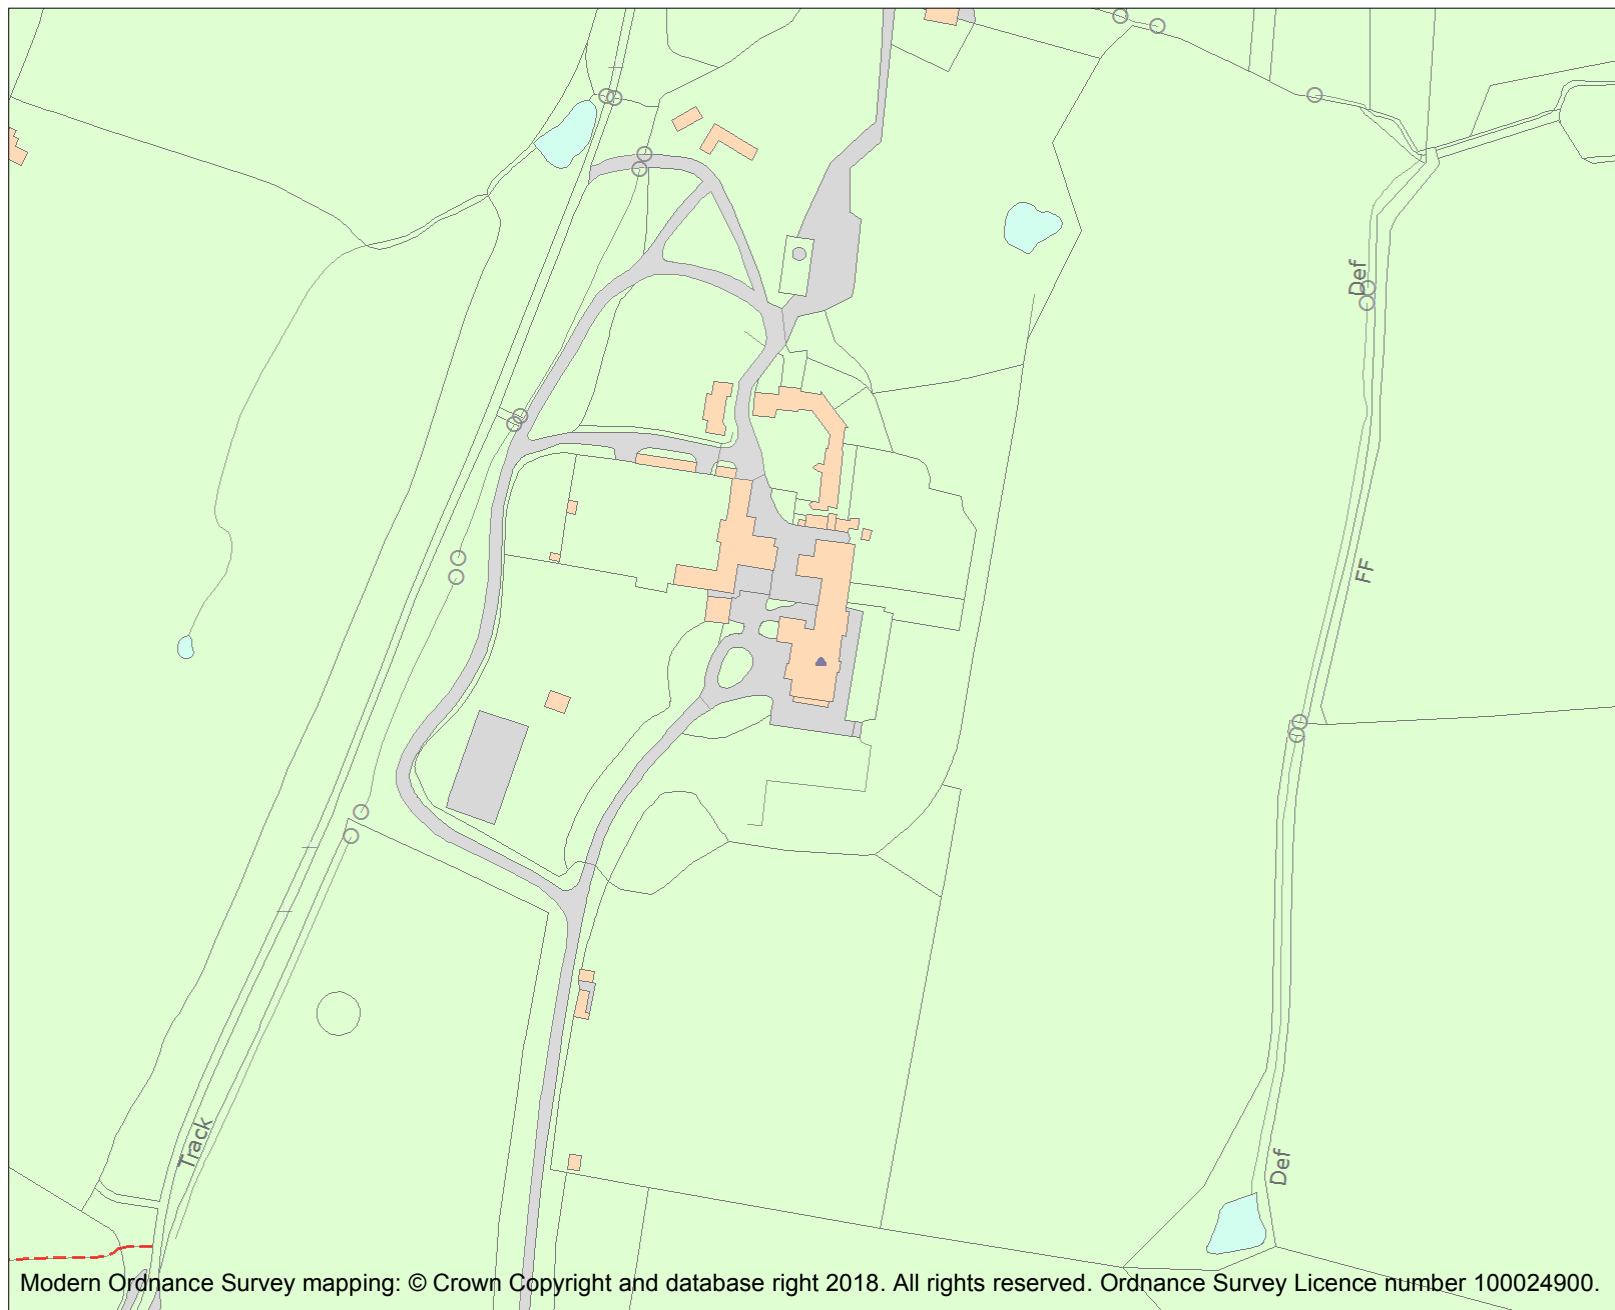 Def
FF
Track
Def
Modern Ordnance Survey mapping: © Crown Copyright and database right 2018. All rights reserved. Ordnance Survey Licence number 100024900.